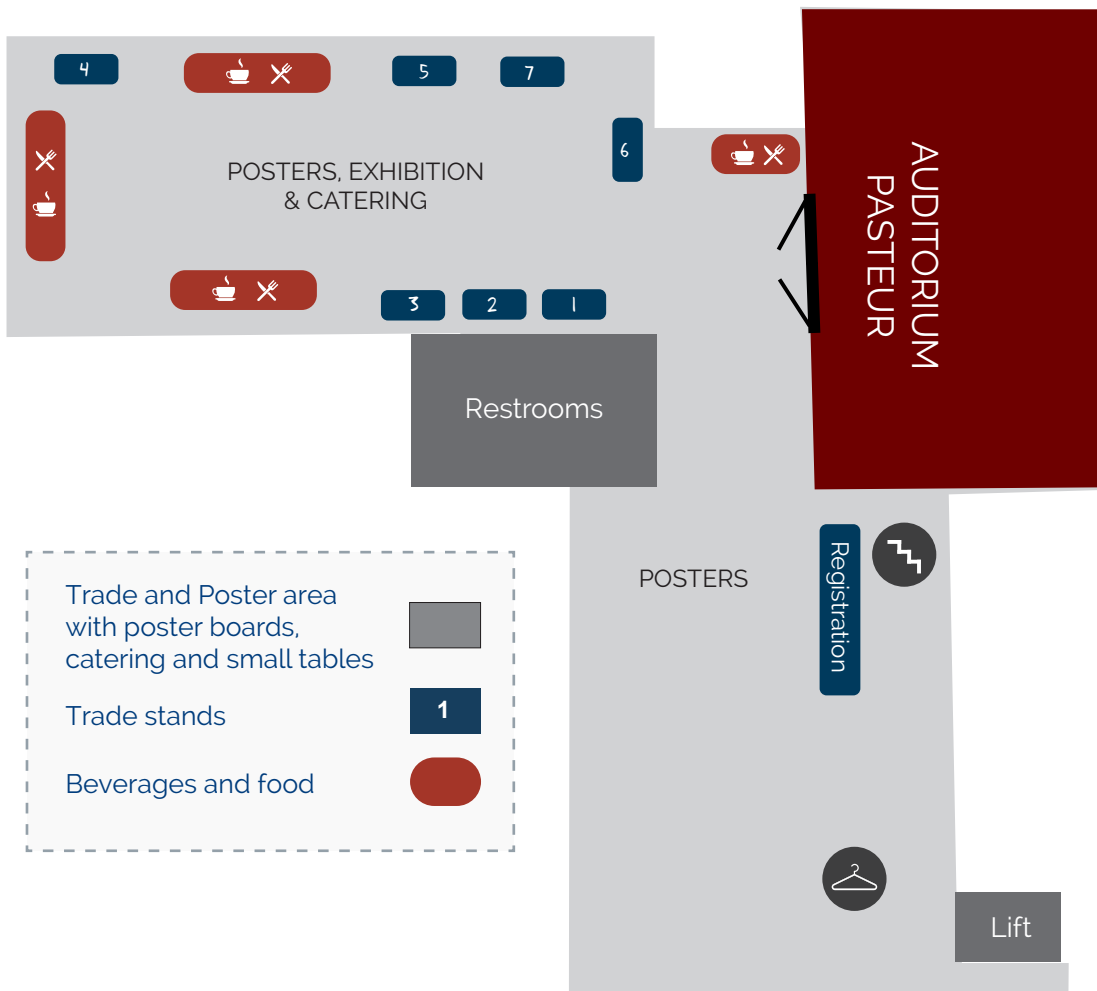 4
5
7
6
POSTERS, EXHIBITION
& CATERING
AUDITORIUM
PASTEUR
3
2
1
Restrooms
POSTERS
Registration
Trade and Poster area
with poster boards,
catering and small tables
Trade stands
1
Beverages and food
Lift